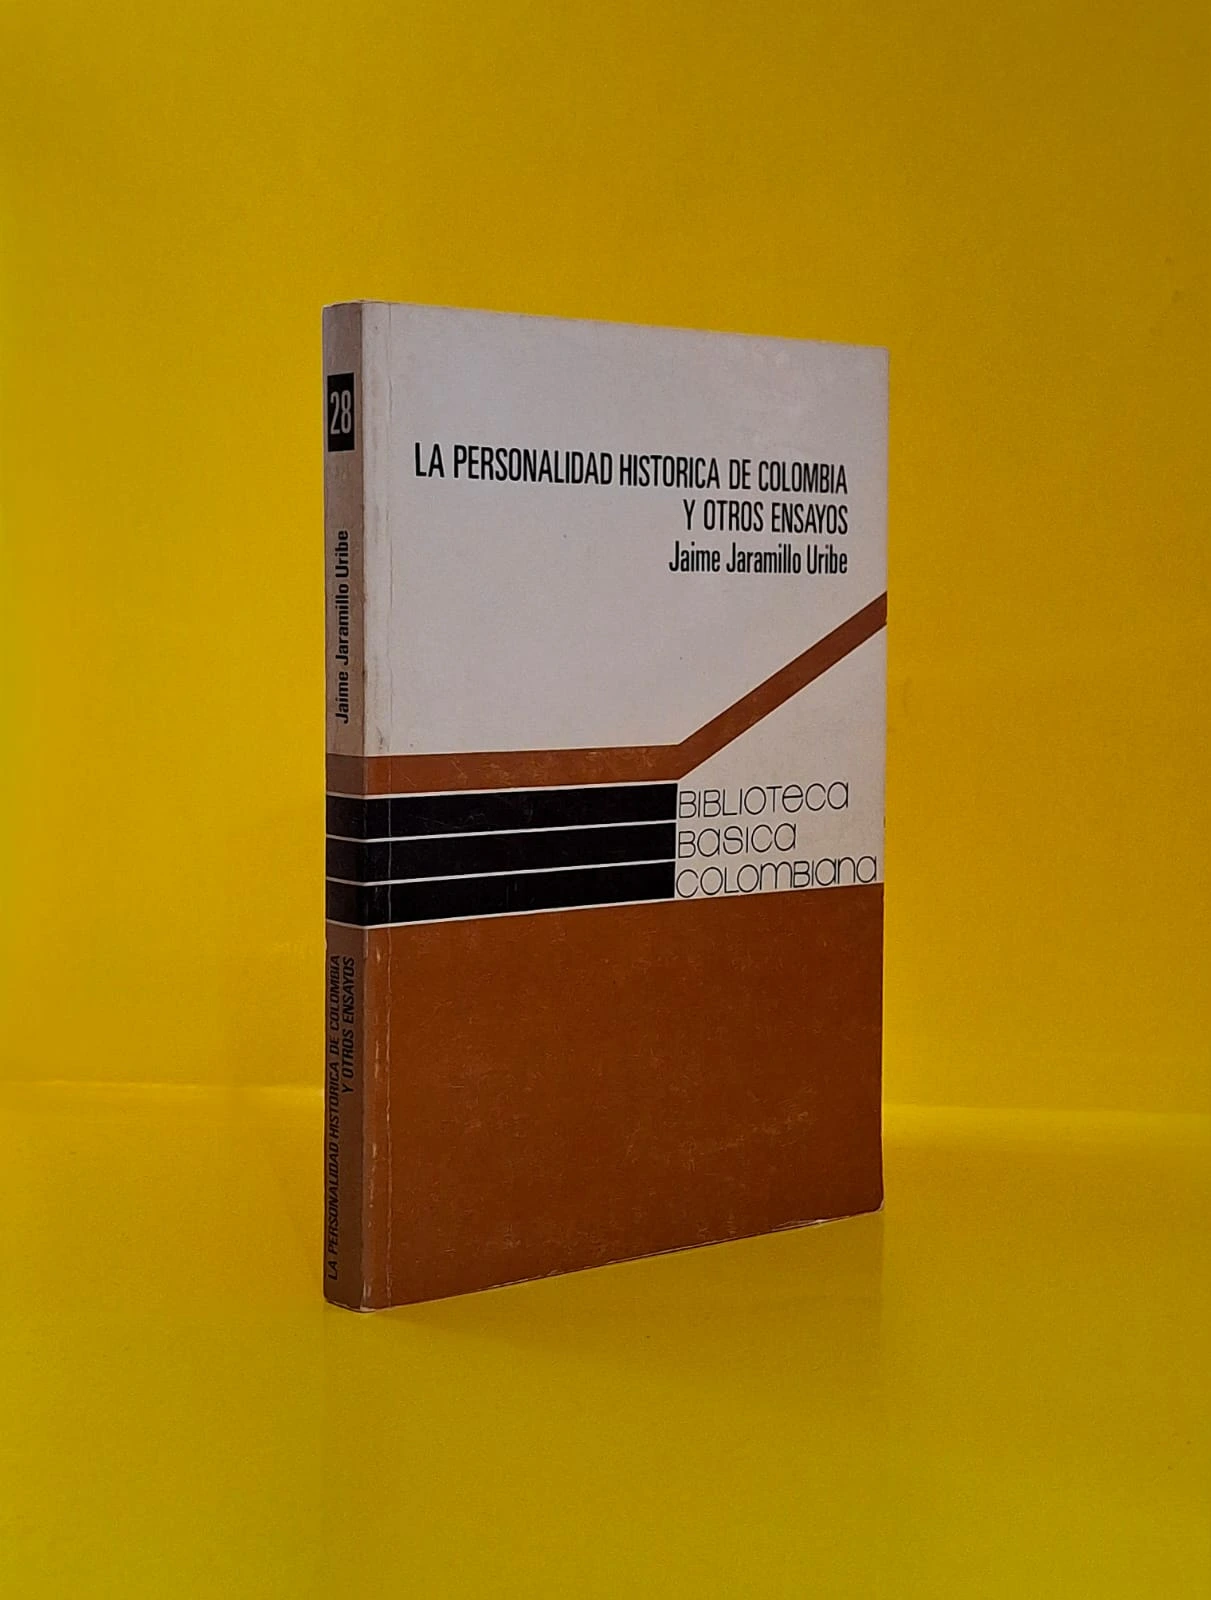 28
Jaime Jaramillo Uribe
LA PERSONALIDAD HISTORICA DE COLOMBIA
Y OTROS ENSAYOS
LA PERSONALIDAD HISTORICA DE COLOMBIA
Y OTROS ENSAYOS
Jaime Jaramillo Uribe
BIBLIOTeca
Basica
COLOMBIana